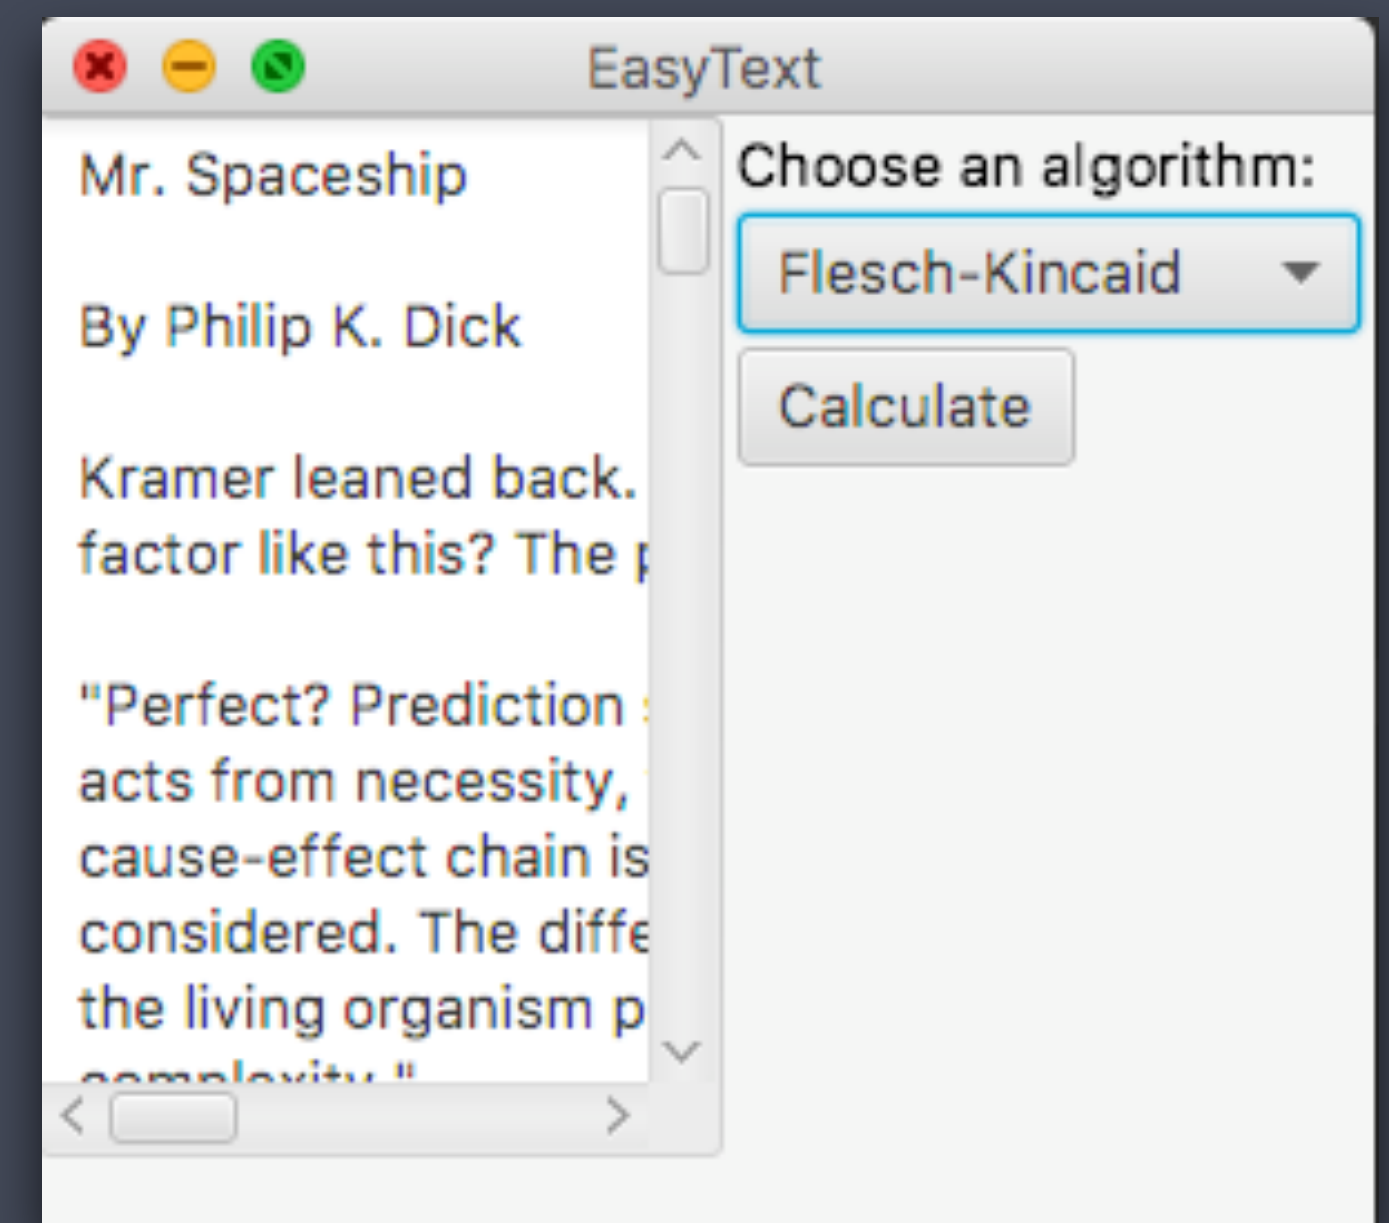 EasyText
Mr. Spaceship
By Philip K. Dick
Kramer leaned back.
factor like this? The
"Perfect? Prediction
acts from necessity,
cause-effect chain is
considered. The diffe
the living organism p
complexity."
Choose an algorithm:
Flesch-Kincaid
Calculate